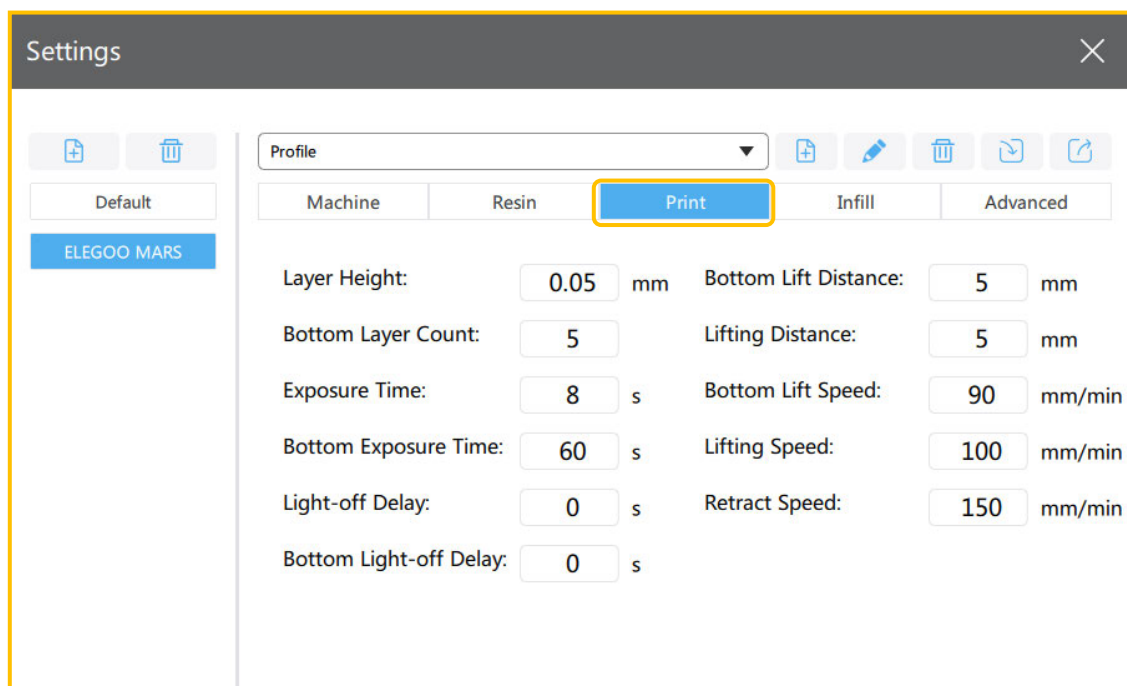 Settings
Profile
Default
Machine Resin Print Infill Advanced
ELEGOO MARS
Layer Height: 0.05 mm Bottom Lift Distance: 5 mm
Bottom Layer Count: 5 Lifting Distance: 5 mm
Exposure Time: 8 s Bottom Lift Speed: 90 mm/min
Bottom Exposure Time: 60 s Lifting Speed: 100 mm/min
Light-off Delay: 0 s Retract Speed: 150 mm/min
Bottom Light-off Delay: 0 s